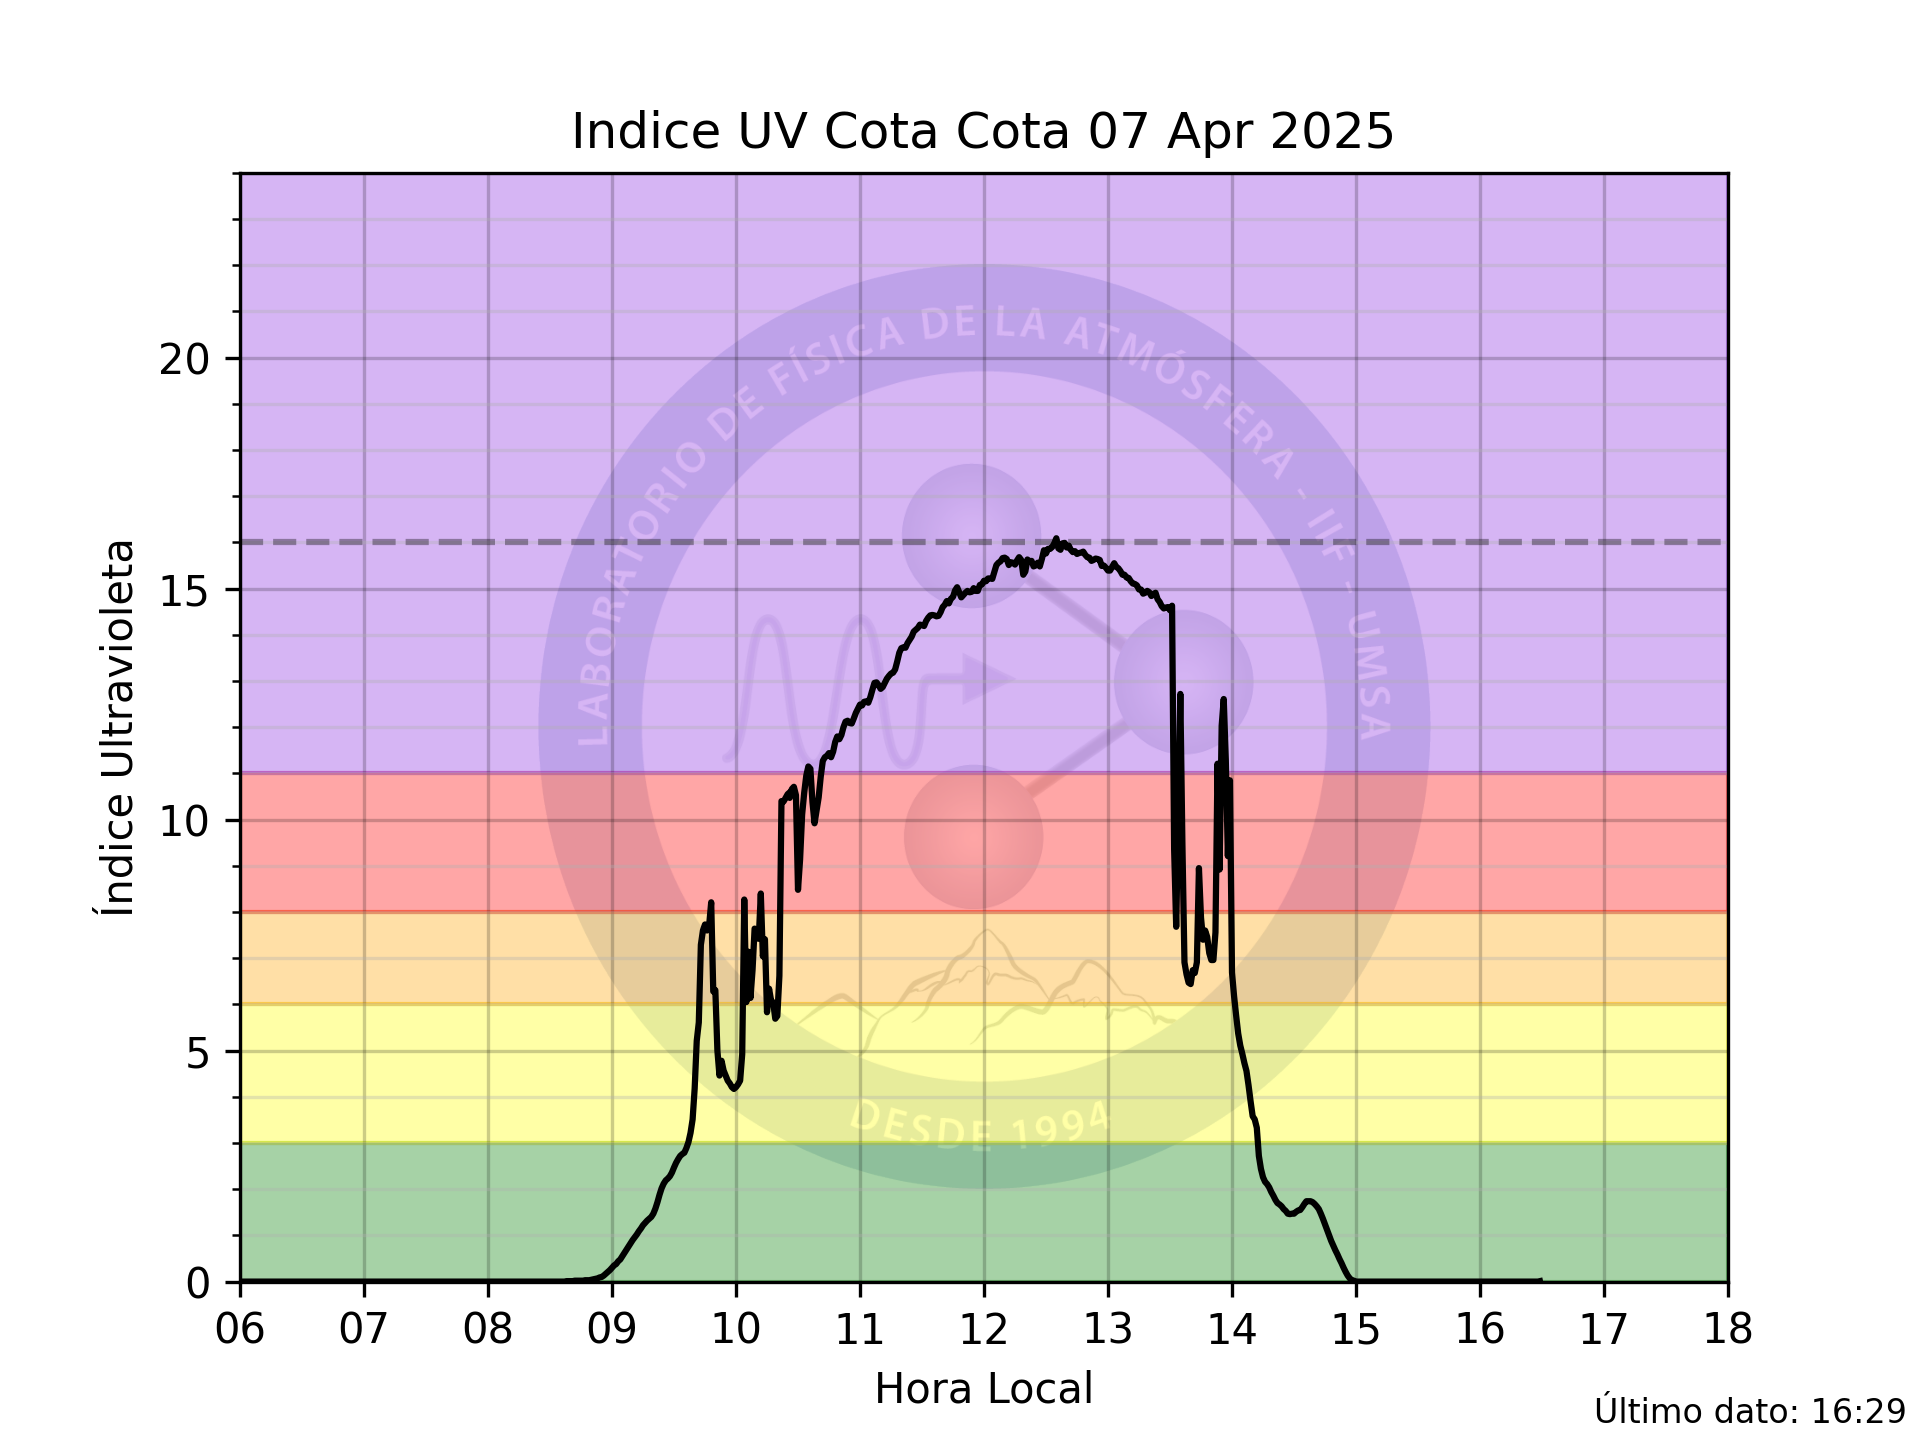 Indice UV Cota Cota 07 Apr 2025
Índice Ultravioleta
20
15
10
5
0
LABORATORIO DE FÍSICA DE LA ATMÓSFERA - IIF - UMSA
DESDE 1994
06 07 08 09 10 11 12 13 14 15 16 17 18
Hora Local
Último dato: 16:29